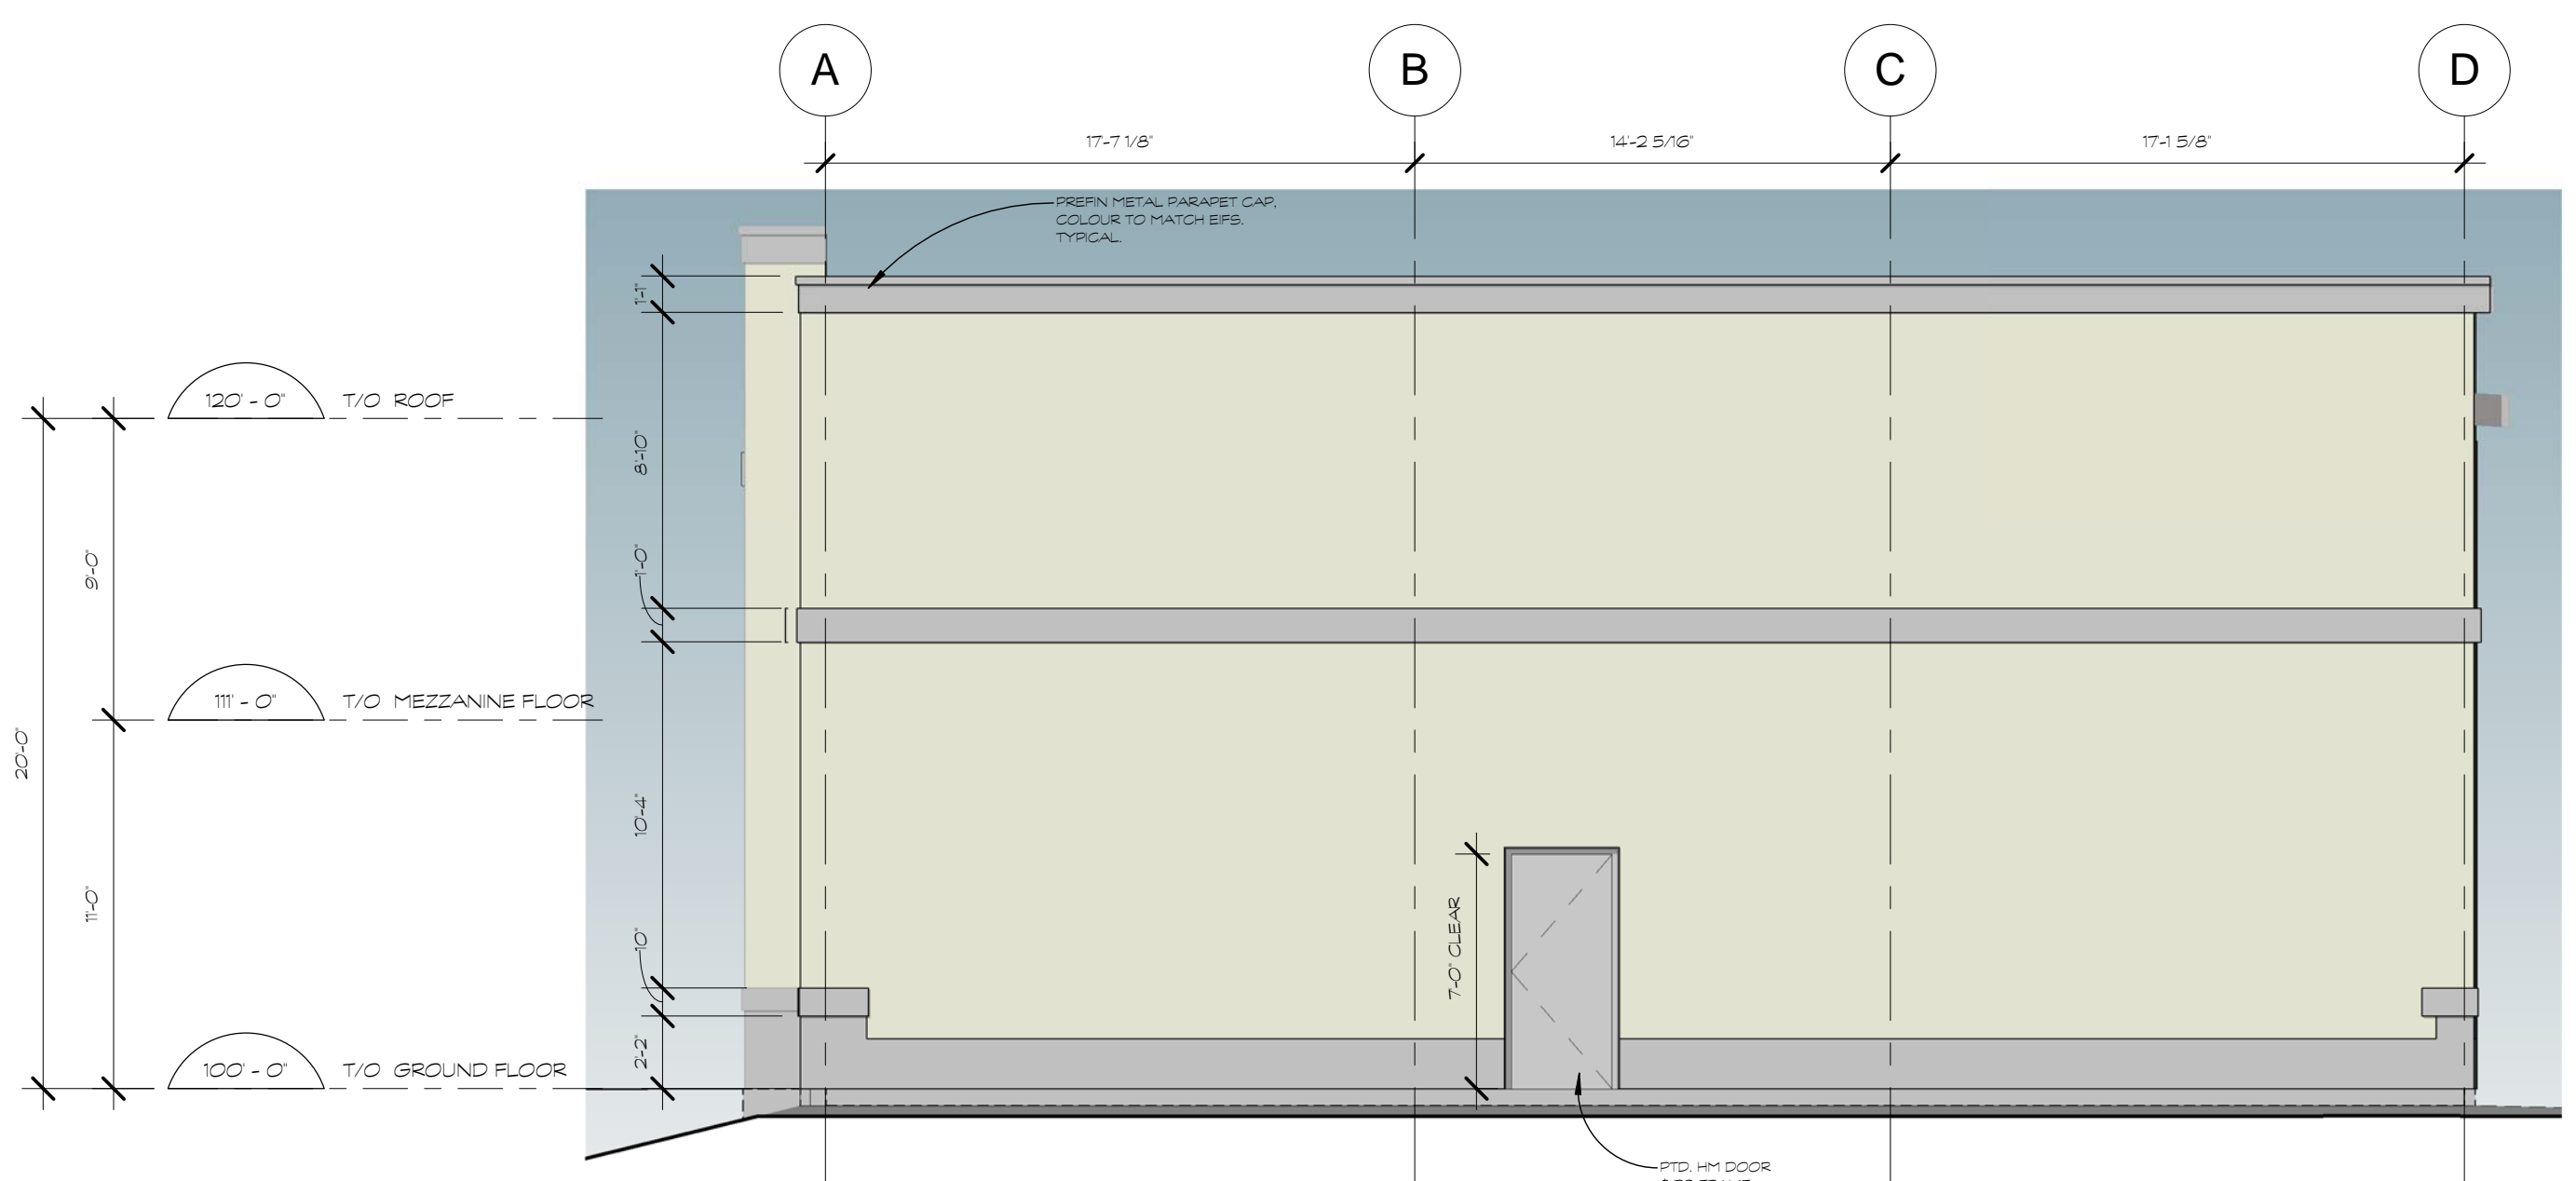 A
B
C
D
17'-7 1/8"
14'-2 5/16"
17'-1 5/8"
PREFIN METAL PARAPET CAP,
COLOUR TO MATCH EIFS.
TYPICAL.
1'-1"
120' - 0" T/O ROOF
8'-10"
9'-0"
1'-0"
111' - 0" T/O MEZZANINE FLOOR
20'-0"
10'-4"
11'-0"
10"
7'-0" CLEAR
2'-2"
100' - 0" T/O GROUND FLOOR
PTD. HM DOOR